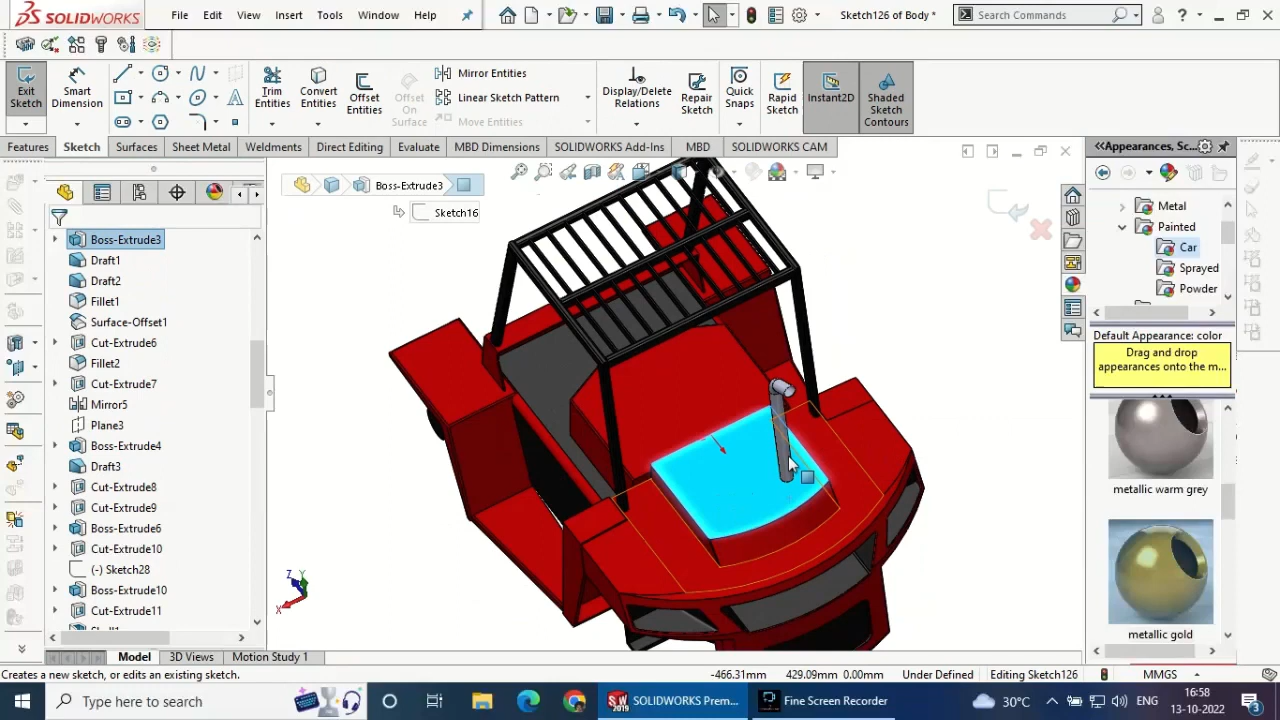 SOLIDWORKS
File Edit View Insert Tools Window Help
Sketch126 of Body *
Search Commands
Exit Sketch
Smart Dimension
Trim Entities
Convert Entities
Offset Entities
Offset On Surface
Mirror Entities
Linear Sketch Pattern
Move Entities
Display/Delete Relations
Repair Sketch
Quick Snaps
Rapid Sketch
Instant2D
Shaded Sketch Contours
Features Sketch Surfaces Sheet Metal Weldments Direct Editing Evaluate MBD Dimensions SOLIDWORKS Add-Ins MBD SOLIDWORKS CAM
Boss-Extrude3
Sketch16
Boss-Extrude3
Draft1
Draft2
Fillet1
Surface-Offset1
Cut-Extrude6
Fillet2
Cut-Extrude7
Mirror5
Plane3
Boss-Extrude4
Draft3
Cut-Extrude8
Cut-Extrude9
Boss-Extrude6
Cut-Extrude10
(-) Sketch28
Boss-Extrude10
Cut-Extrude11
Shell1
Z Y
X
Appearances, Sc...
Metal
Painted
Car
Sprayed
Powder
Default Appearance: color
Drag and drop
appearances onto the m...
metallic warm grey
metallic gold
Model 3D Views Motion Study 1
Creates a new sketch, or edits an existing sketch.
-466.31mm 429.09mm 0.00mm Under Defined Editing Sketch126 MMGS
Type here to search
SOLIDWORKS Prem...
Fine Screen Recorder
30°C
ENG
16:58
13-10-2022